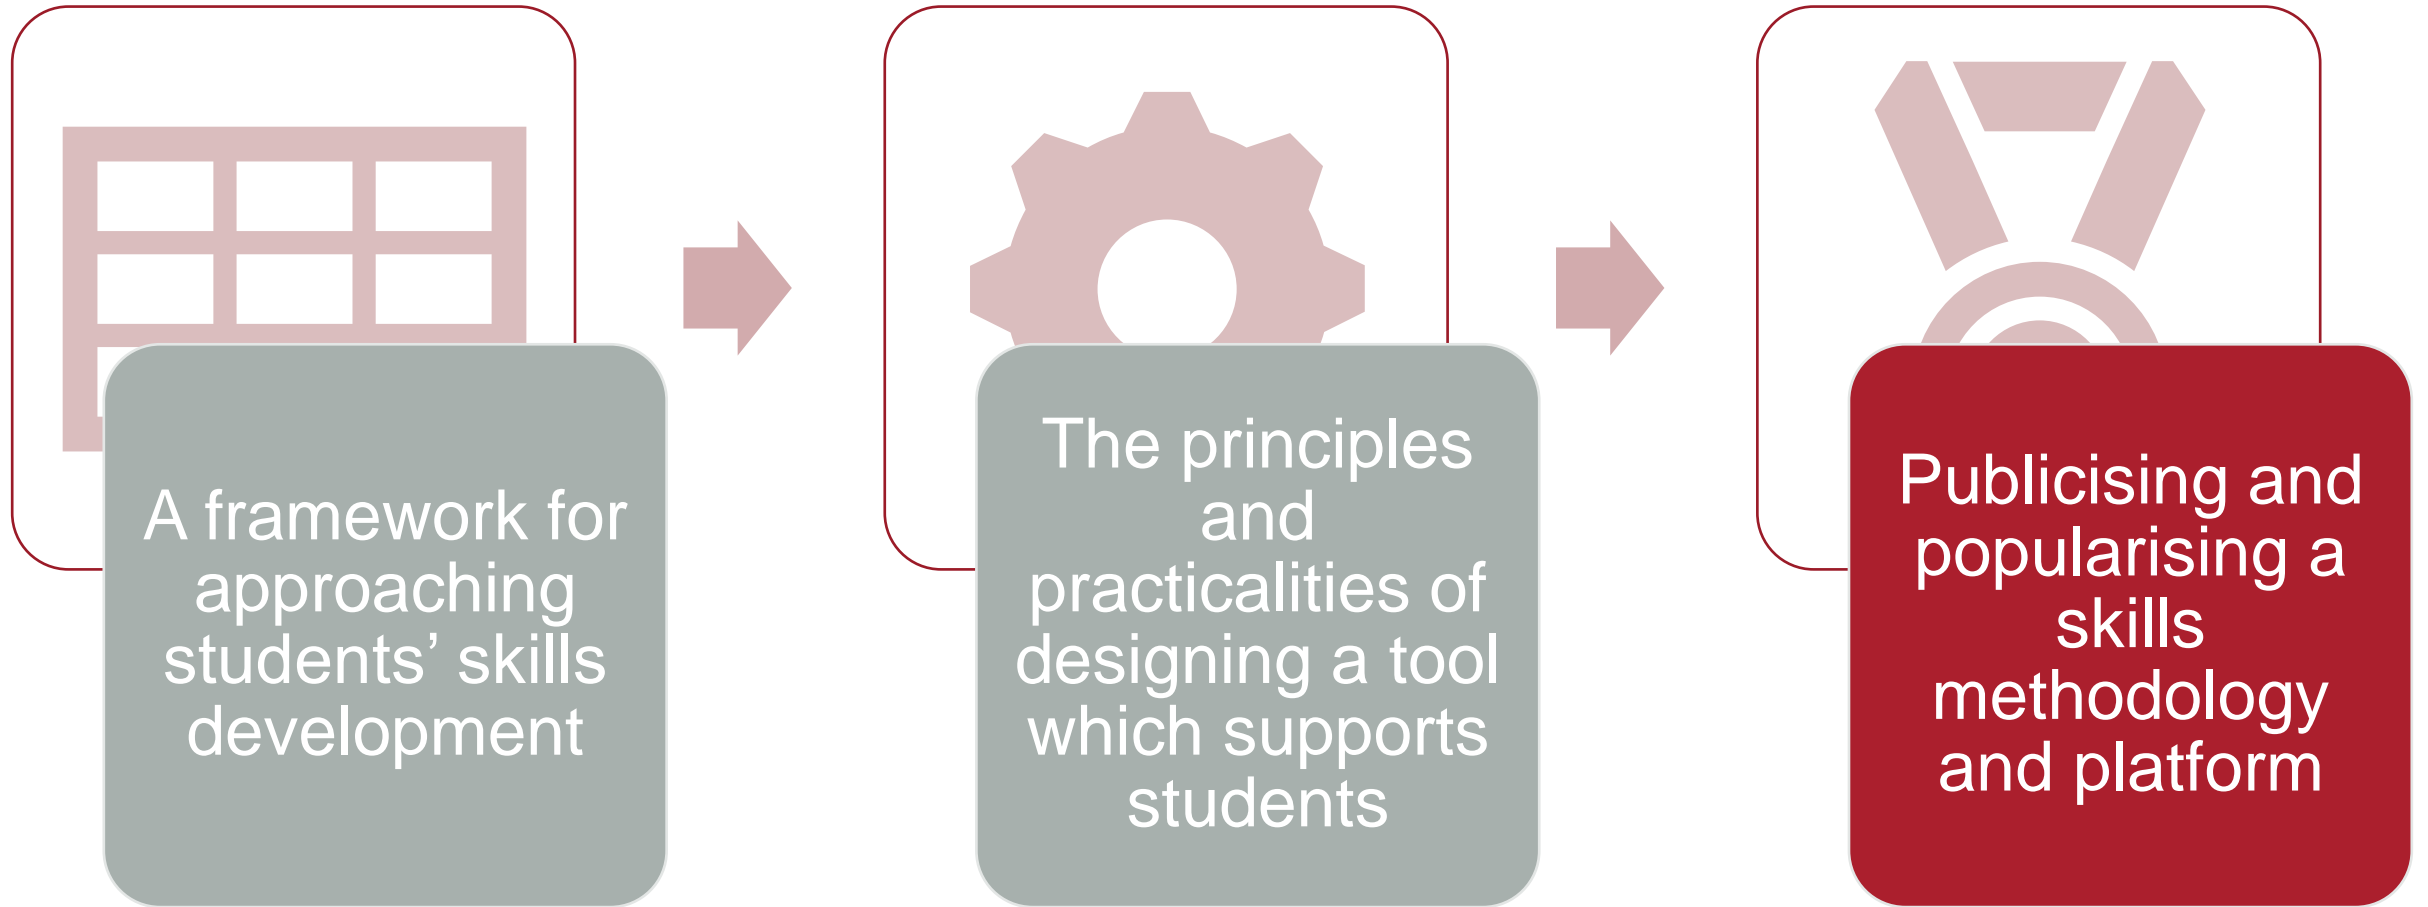 A framework for
approaching
students’ skills
development
The principles
and
practicalities of
designing a tool
which supports
students
Publicising and
popularising a
skills
methodology
and platform